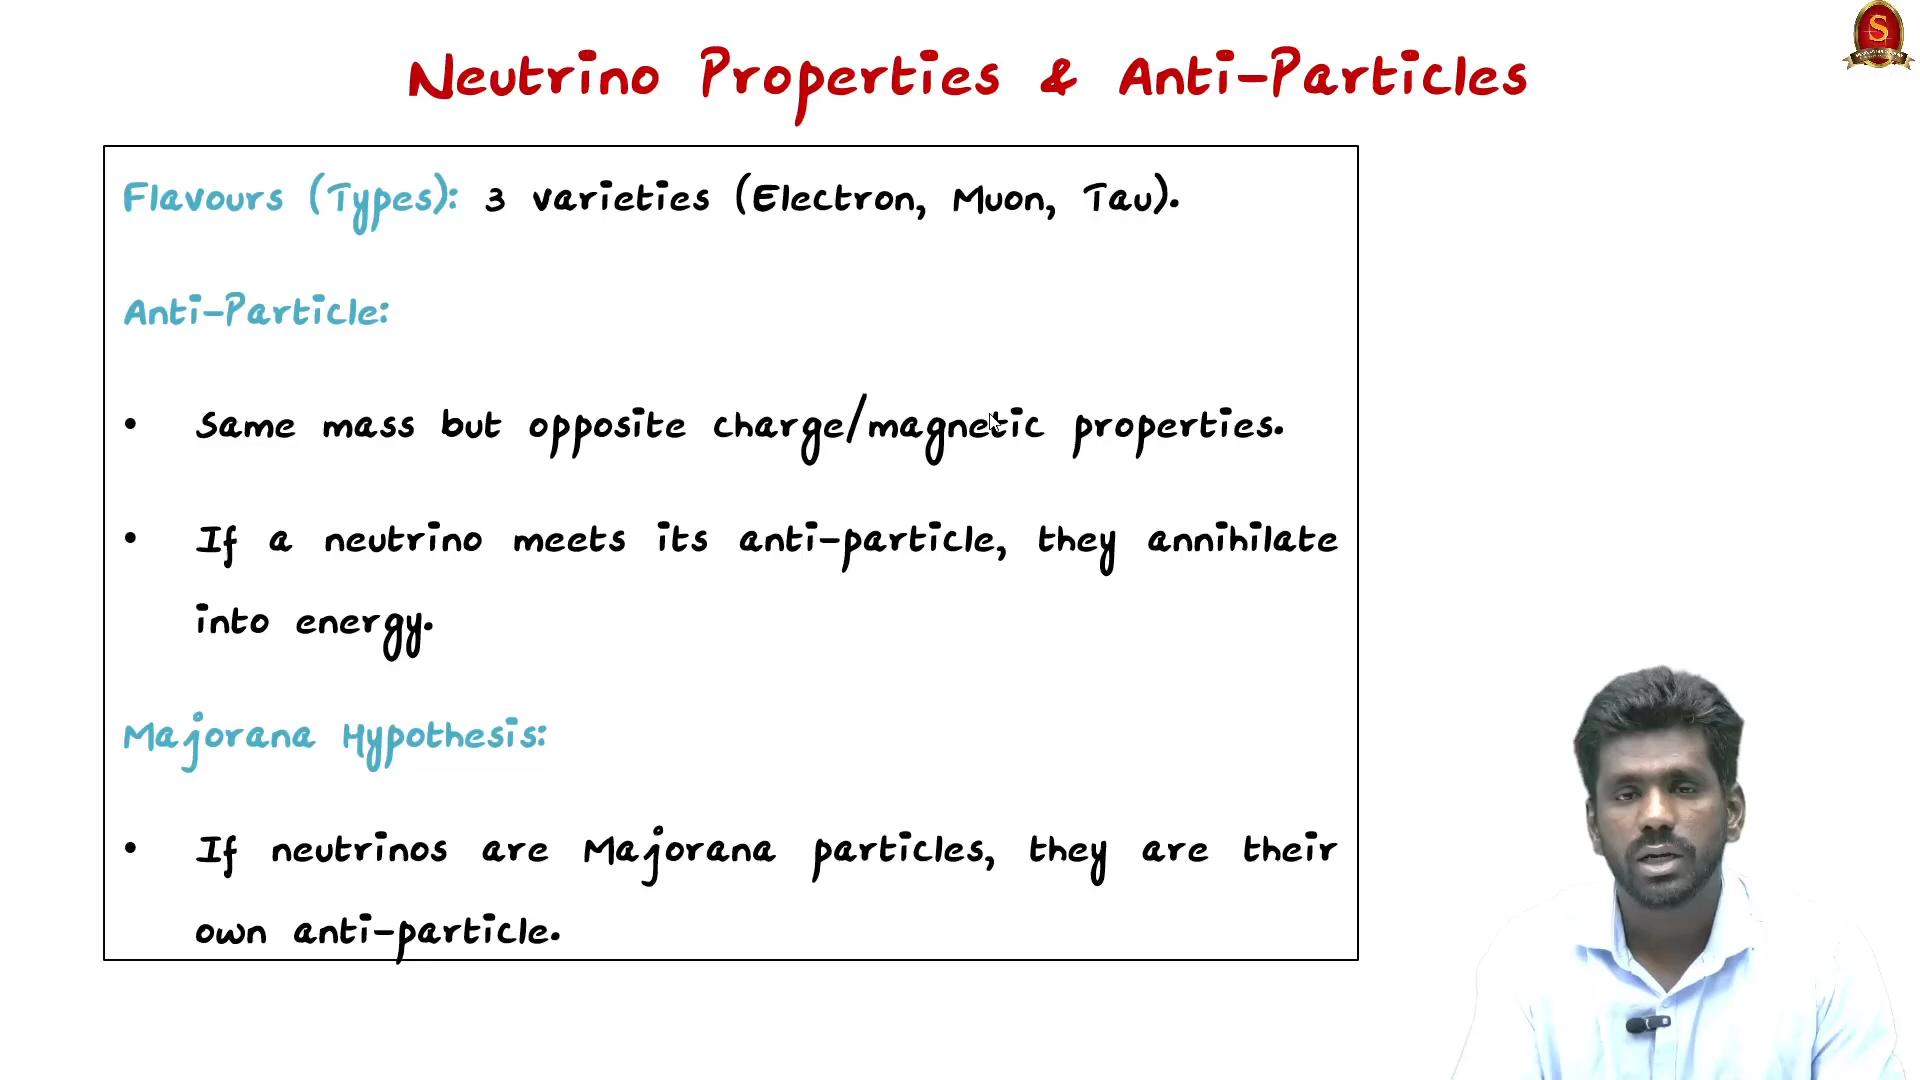 Neutrino Properties & Anti-Particles
Flavours (Types): 3 varieties (Electron, Muon, Tau).
Anti-Particle:
• Same mass but opposite charge/magnetic properties.
• If a neutrino meets its anti-particle, they annihilate
into energy.
Majorana Hypothesis:
• If neutrinos are Majorana particles, they are their
own anti-particle.
S